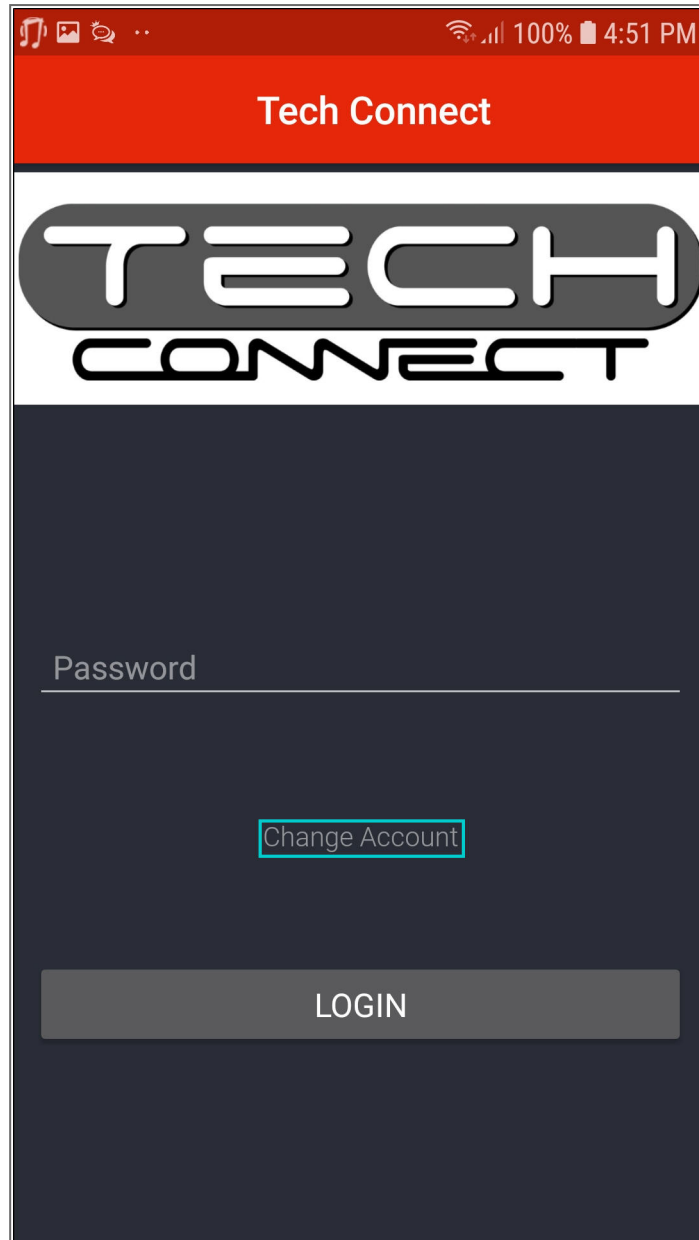 100% 4:51 PM
Tech Connect
TECH
CONNECT
Password
Change Account
LOGIN